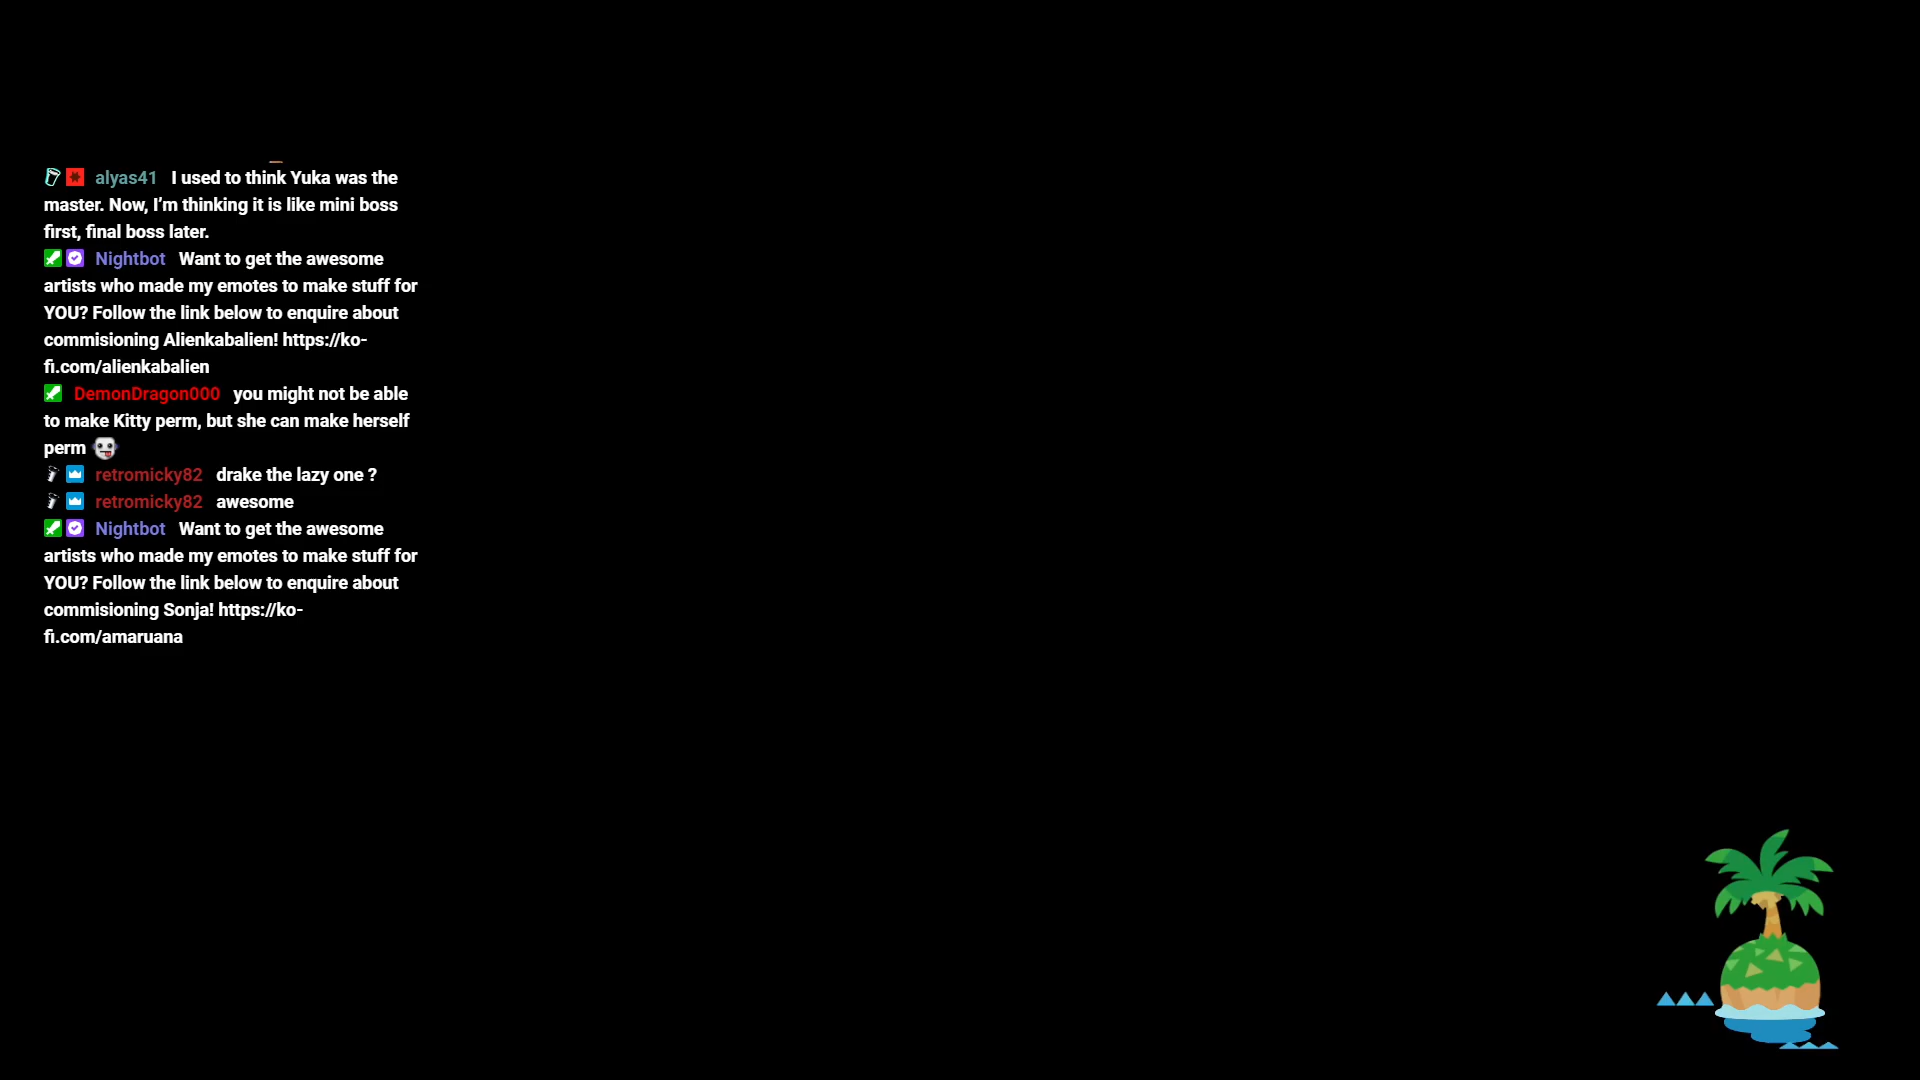 alyas41 I used to think Yuka was the
master. Now, I’m thinking it is like mini boss
first, final boss later.
Nightbot Want to get the awesome
artists who made my emotes to make stuff for
YOU? Follow the link below to enquire about
commisioning Alienkabalien! https://ko-
fi.com/alienkabalien
DemonDragon000 you might not be able
to make Kitty perm, but she can make herself
perm
retromicky82 drake the lazy one ?
retromicky82 awesome
Nightbot Want to get the awesome
artists who made my emotes to make stuff for
YOU? Follow the link below to enquire about
commisioning Sonja! https://ko-
fi.com/amaruana